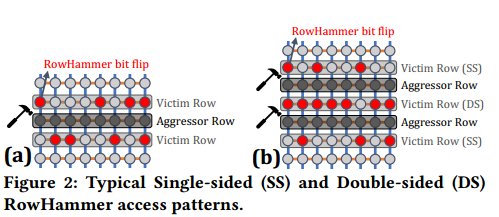 RowHammer bit flip
Victim Row
Aggressor Row
Victim Row
(a)
RowHammer bit flip
Victim Row (SS)
Aggressor Row
Victim Row (DS)
Aggressor Row
Victim Row (SS)
(b)
Figure 2: Typical Single-sided (SS) and Double-sided (DS)
RowHammer access patterns.